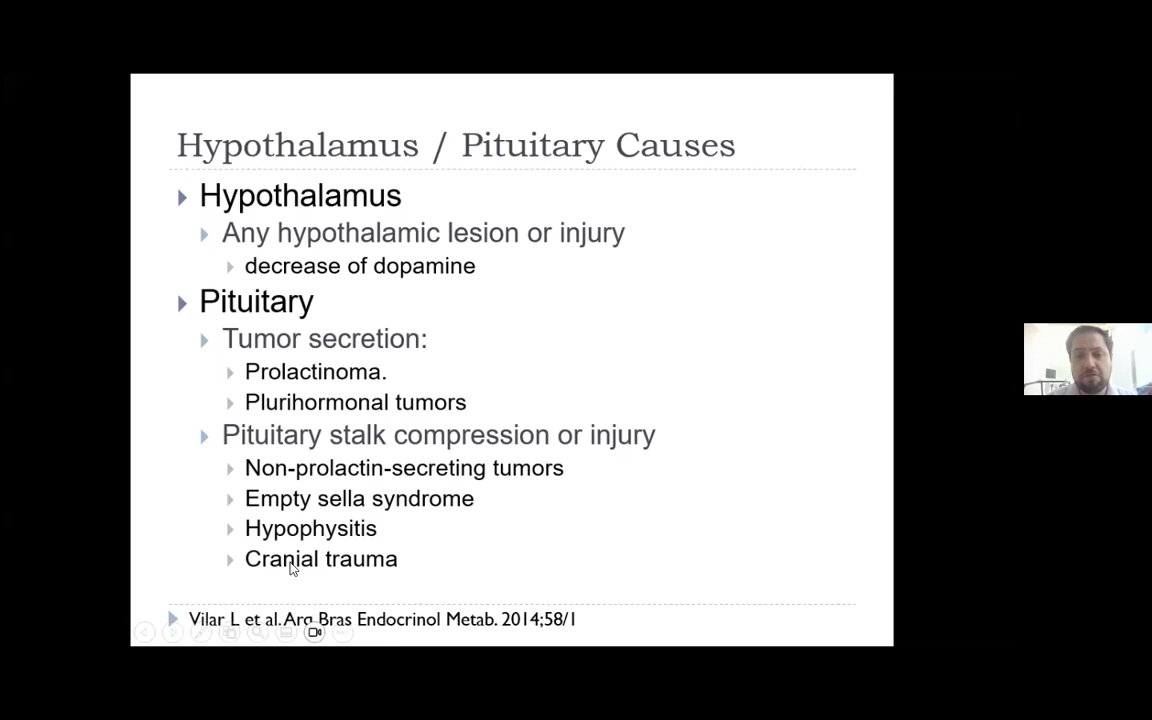 Hypothalamus / Pituitary Causes
Hypothalamus
Any hypothalamic lesion or injury
decrease of dopamine
Pituitary
Tumor secretion:
Prolactinoma.
Plurihormonal tumors
Pituitary stalk compression or injury
Non-prolactin-secreting tumors
Empty sella syndrome
Hypophysitis
Cranial trauma
Vilar L et al. Arq Bras Endocrinol Metab. 2014;58/1